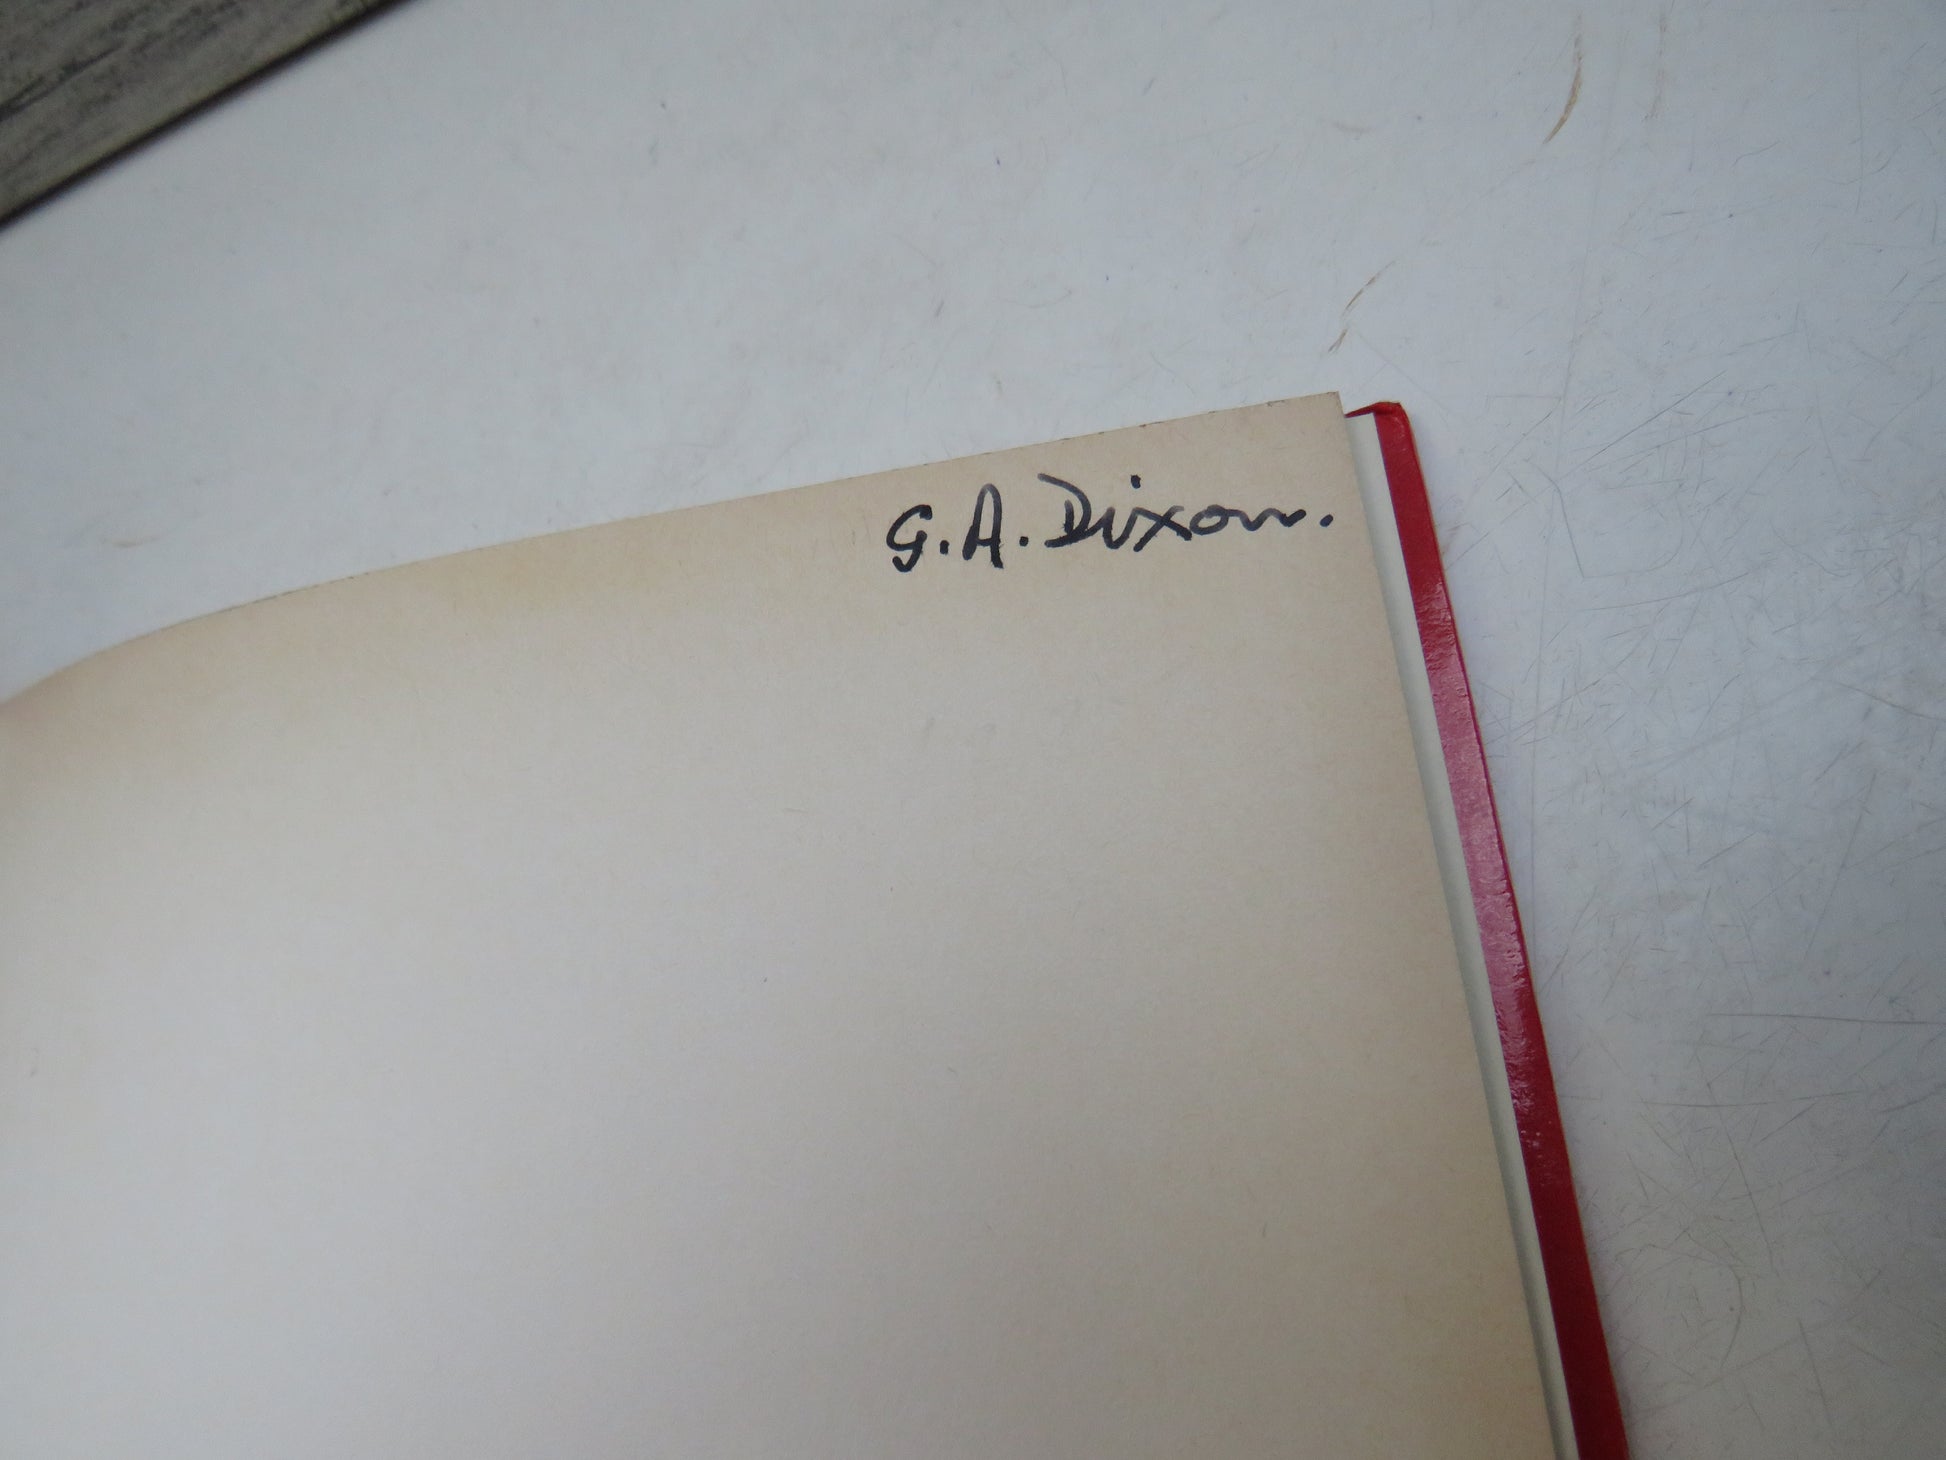 G. A. Dixon.